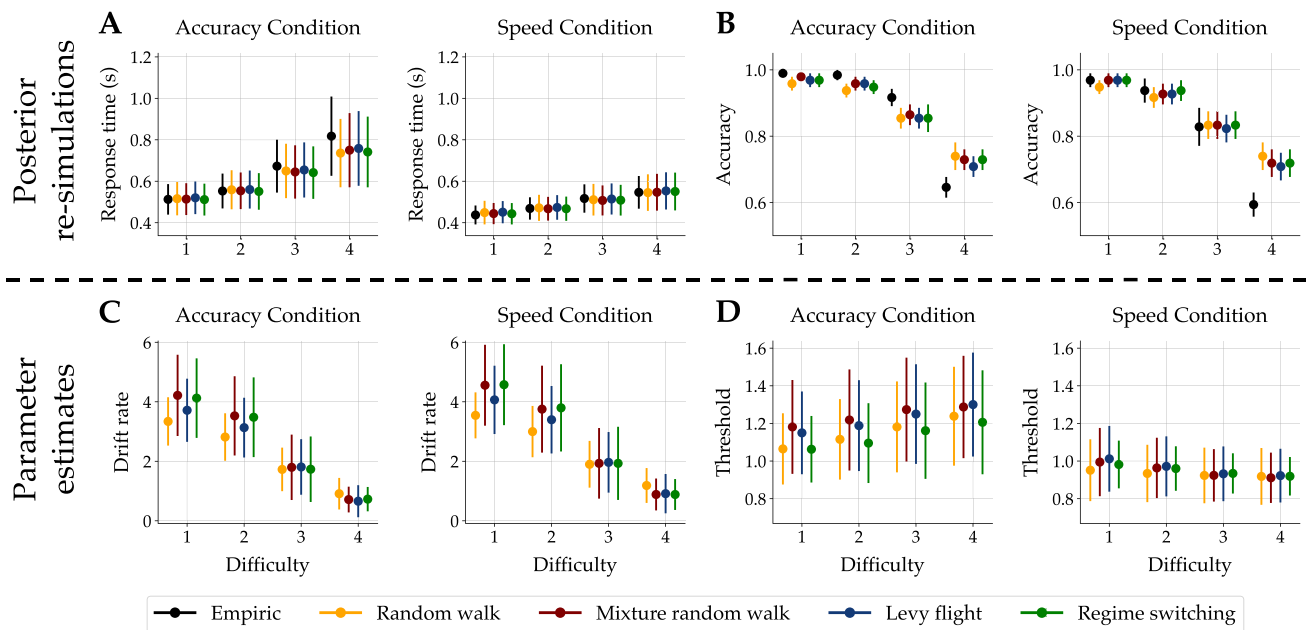 A
B
Accuracy Condition
Speed Condition
Accuracy Condition
Speed Condition
Posterior
re-simulations
Response time (s)
1.2
1.0
0.8
0.6
0.4
1 2 3 4
Response time (s)
1.2
1.0
0.8
0.6
0.4
1 2 3 4
Accuracy
1.0
0.8
0.6
1 2 3 4
Accuracy
1.0
0.8
0.6
1 2 3 4
C
D
Accuracy Condition
Speed Condition
Accuracy Condition
Speed Condition
Parameter
estimates
Drift rate
6
4
2
0
1 2 3 4
Difficulty
Drift rate
6
4
2
0
1 2 3 4
Difficulty
Threshold
1.6
1.4
1.2
1.0
0.8
1 2 3 4
Difficulty
Threshold
1.6
1.4
1.2
1.0
0.8
1 2 3 4
Difficulty
Empiric Random walk Mixture random walk Levy flight Regime switching